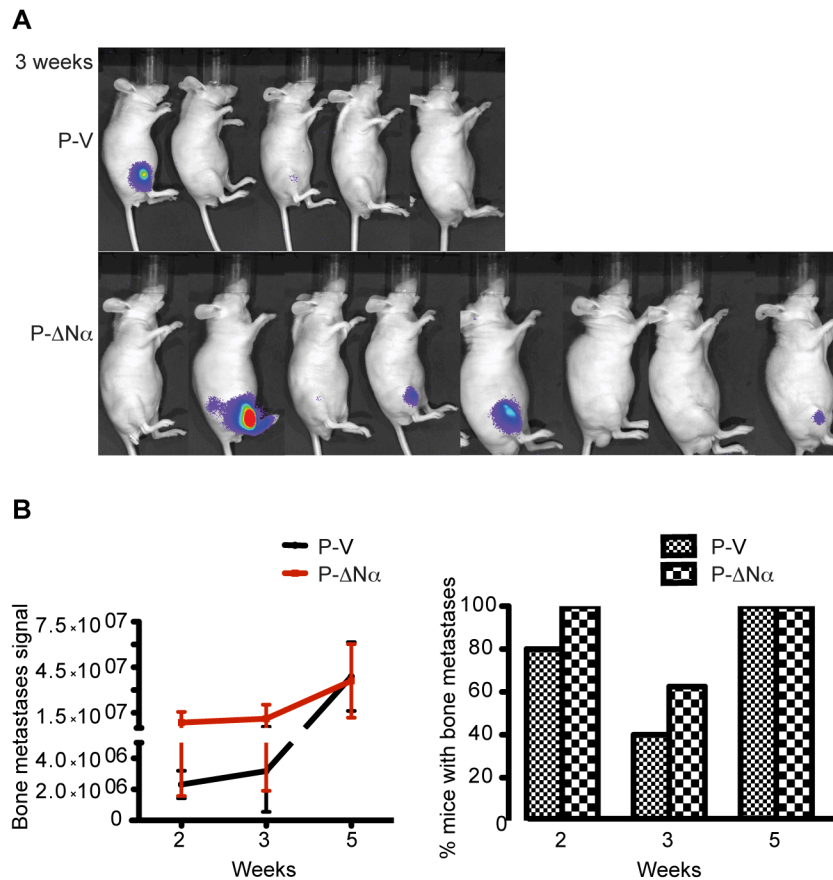 A
3 weeks
P-V
P-ΔNα
B
P-V
P-ΔNα
Bone metastases signal
7.5×10 07
4.5×10 07
1.5×10 07
4.0×10 06
2.0×10 06
0
2 3 5
Weeks
P-V
P-ΔNα
% mice with bone metastases
100
80
60
40
20
0
2 3 5
Weeks